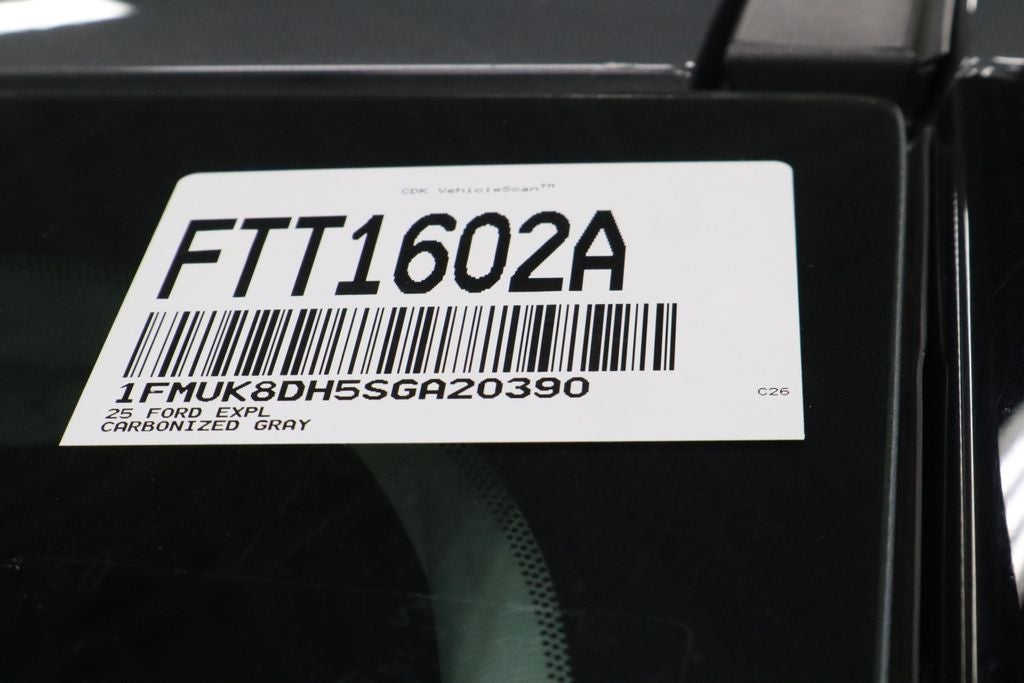 CDK VehicleScan™
FTT1602A
1FMUK8DH5SGA20390
25 FORD EXPL
CARBONIZED GRAY
C26